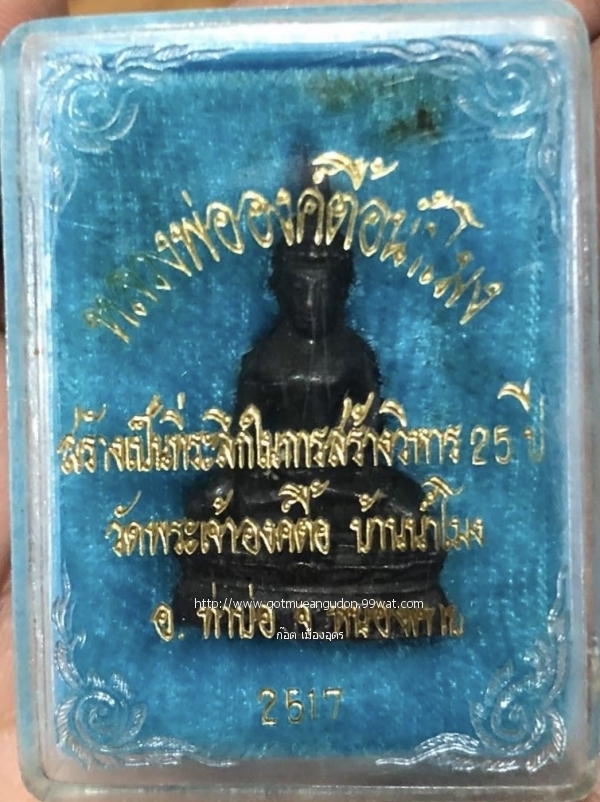 หลวงพ่อองค์ตื้อน้ำโมง
สร้างเป็นที่ระลึกในการสร้างวิหาร 25 ปี
วัดพระเจ้าองค์ตื้อ บ้านน้ำโมง
http://www.gotmueangudon.99wat.com/
อ. ท่าบ่อ จ. หนองคาย
ก๊อต เมืองอุดร
2517